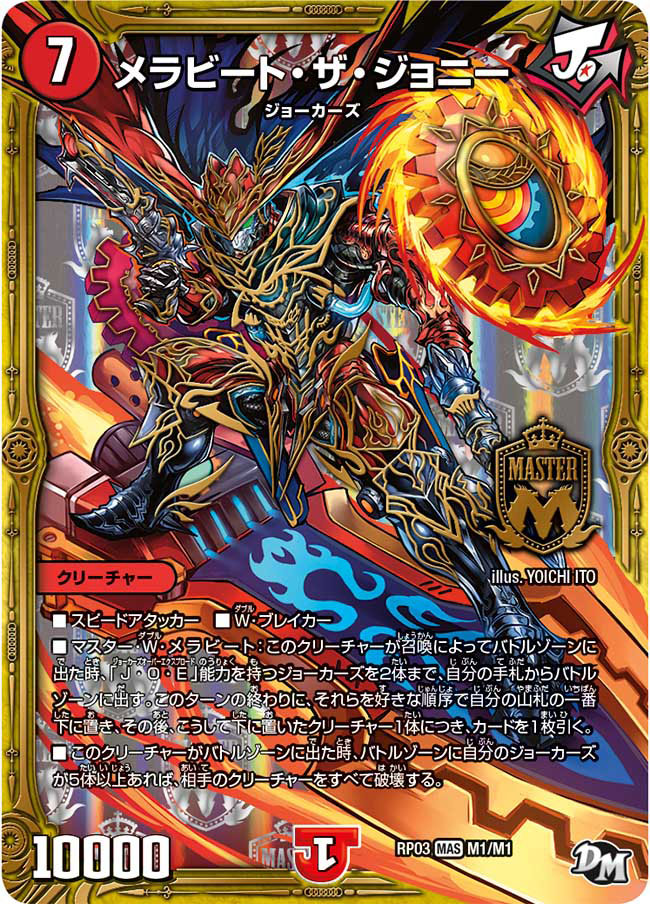 7
メラビート・ザ・ジョニー
J
ジョーカーズ
MASTER
M
illus. YOICHI ITO
クリーチャー
■スピードアタッカー ■W・ブレイカー
■マスター・W・メラビート:このクリーチャーが召喚によってバトルゾーンに
出た時、「J・O・E」能力を持つジョーカーズを2体まで、自分の手札からバトル
ゾーンに出す。このターンの終わりに、それらを好きな順序で自分の山札の一番
下に置き、その後、こうして下に置いたクリーチャー1体につき、カードを1枚引く。
■このクリーチャーがバトルゾーンに出た時、バトルゾーンに自分のジョーカーズ
が5体以上あれば、相手のクリーチャーをすべて破壊する。
10000
RP03 MAS M1/M1
DM